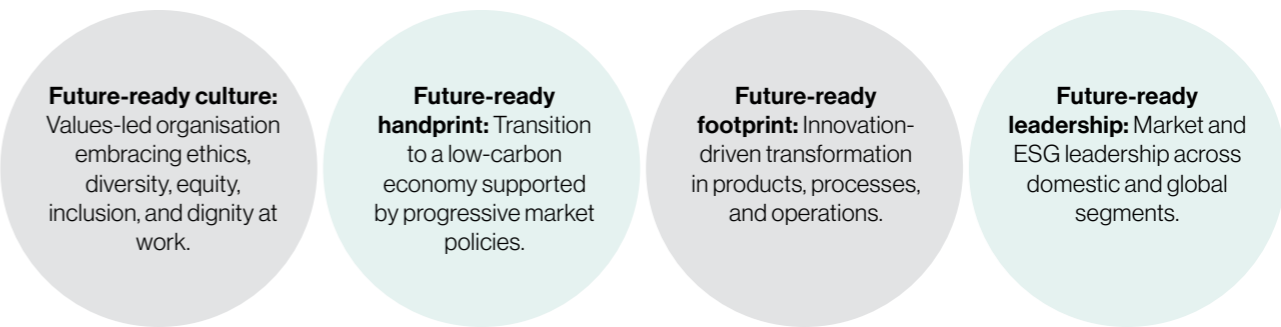 Future-ready culture:
Values-led organisation
embracing ethics,
diversity, equity,
inclusion, and dignity at
work.
Future-ready
handprint: Transition
to a low-carbon
economy supported
by progressive market
policies.
Future-ready
footprint: Innovation-
driven transformation
in products, processes,
and operations.
Future-ready
leadership: Market and
ESG leadership across
domestic and global
segments.